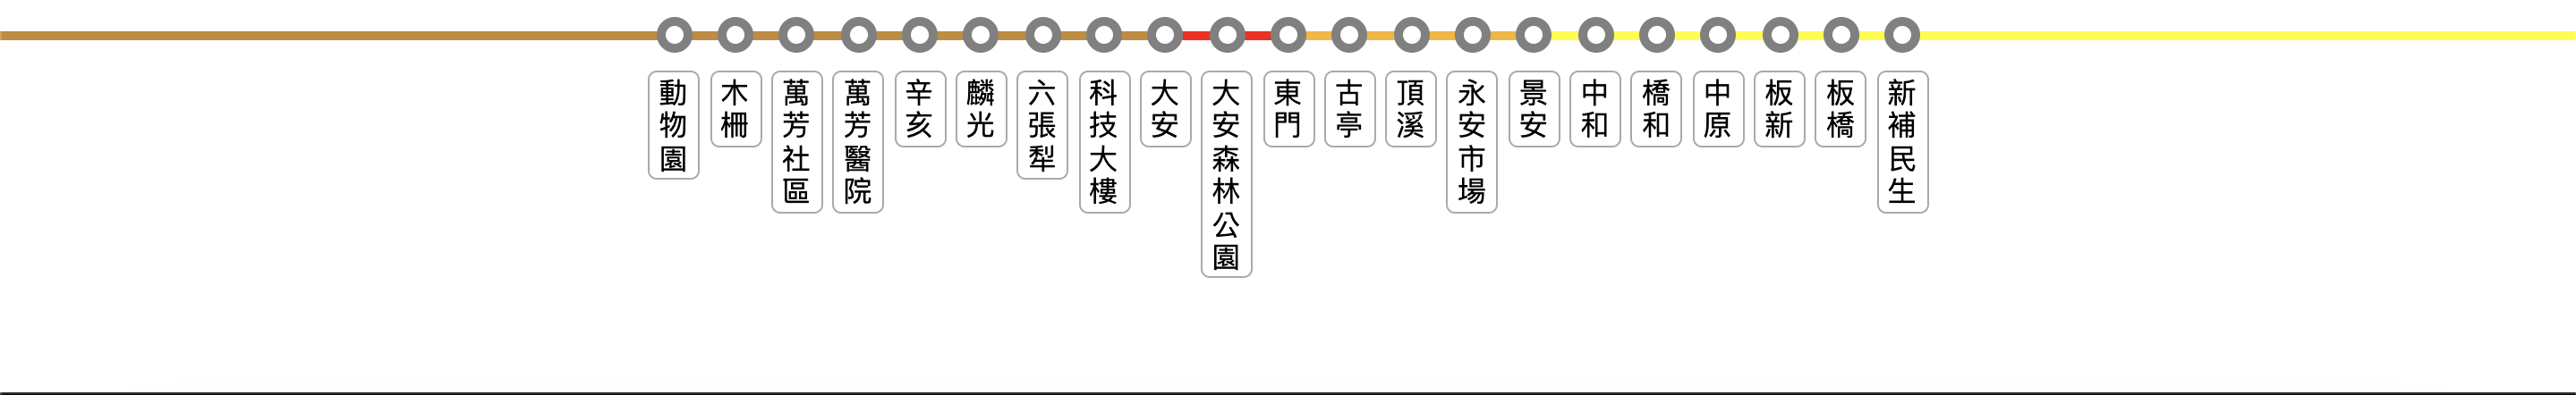 動物園
木柵
萬芳社區
萬芳醫院
辛亥
麟光
六張犁
科技大樓
大安
大安森林公園
東門
古亭
頂溪
永安市場
景安
中和
橋和
中原
板新
板橋
新補民生